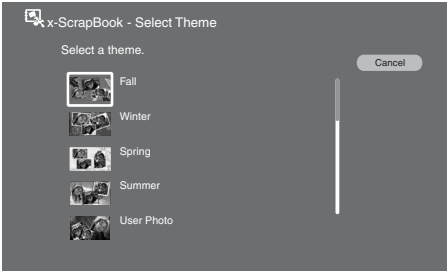 x-ScrapBook - Select Theme
Select a theme.
Cancel
Fall
Winter
Spring
Summer
User Photo